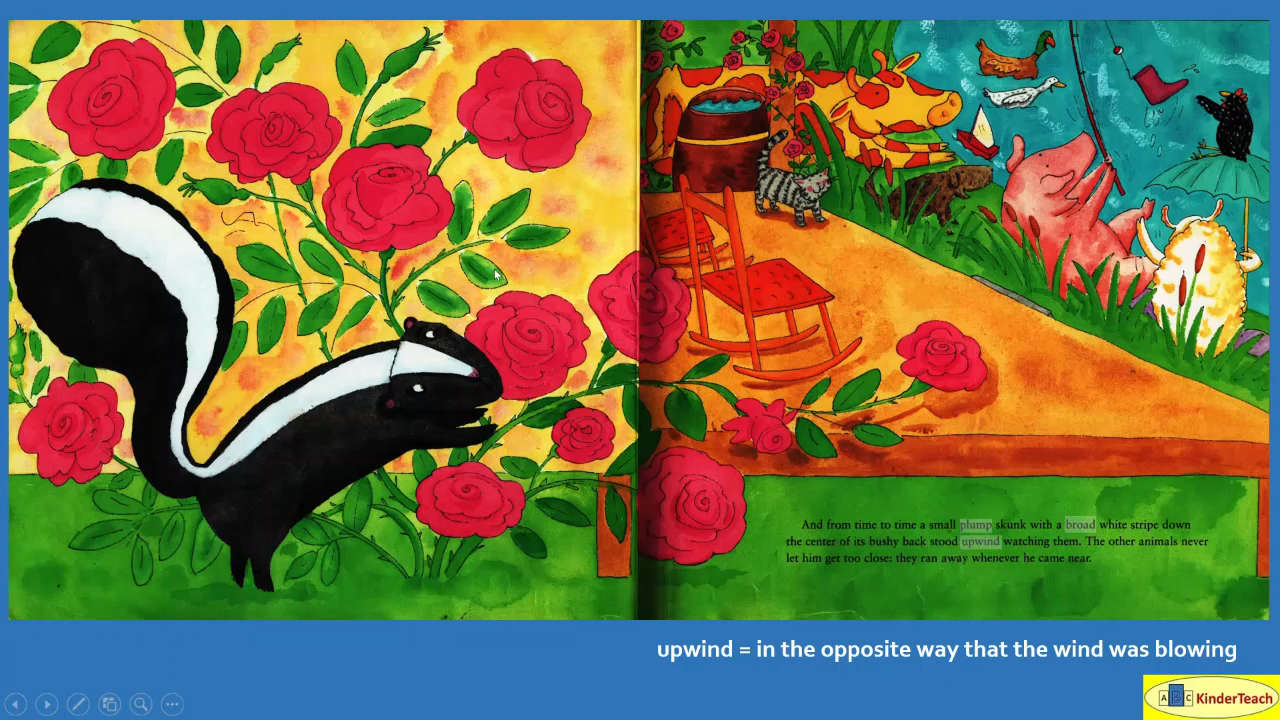 And from time to time a small plump skunk with a broad white stripe down
the center of its bushy back stood upwind watching them. The other animals never
let him get too close: they ran away whenever he came near.
upwind = in the opposite way that the wind was blowing
ABC KinderTeach